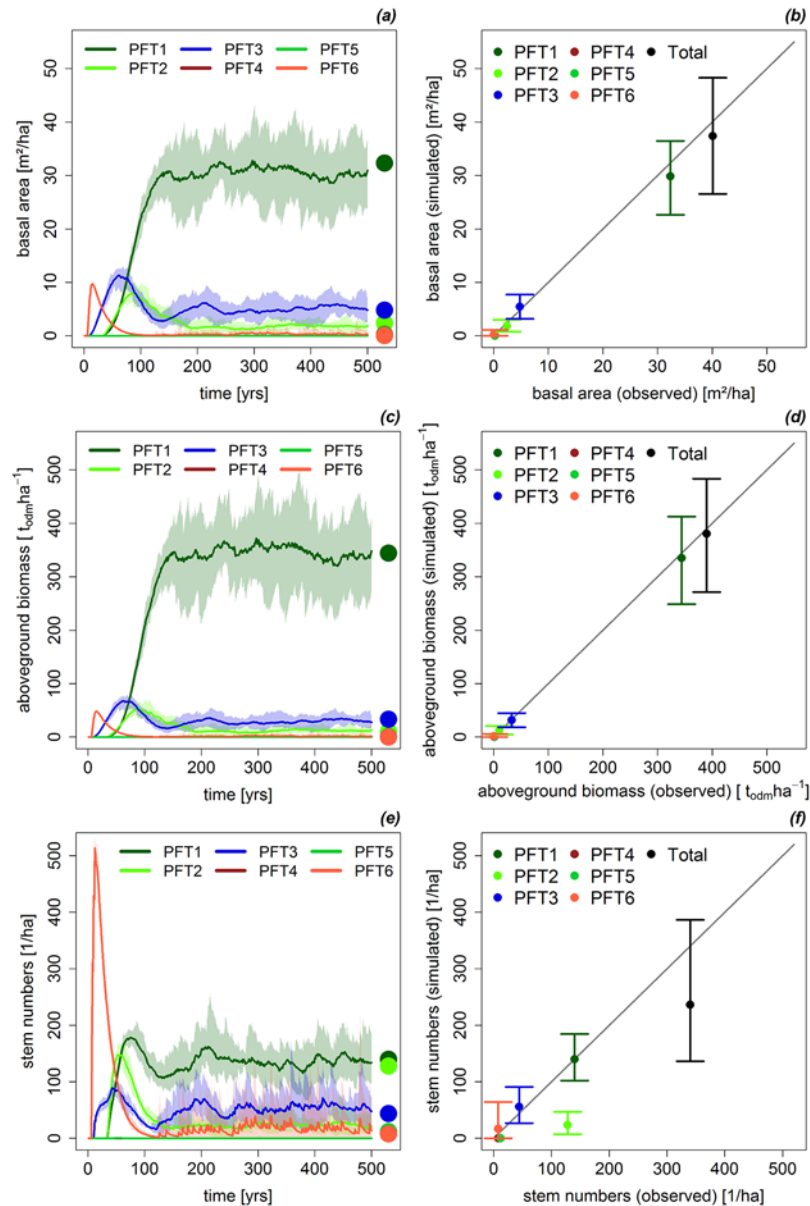 (a)
PFT1 PFT3 PFT5
PFT2 PFT4 PFT6
basal area [m²/ha]
50
40
30
20
10
0
0 100 200 300 400 500
time [yrs]
(b)
PFT1 PFT4 Total
PFT2 PFT5
PFT3 PFT6
basal area (simulated) [m²/ha]
50
40
30
20
10
0
0 10 20 30 40 50
basal area (observed) [m²/ha]
(c)
PFT1 PFT3 PFT5
PFT2 PFT4 PFT6
aboveground biomass [ t_odm ha⁻¹]
500
400
300
200
100
0
0 100 200 300 400 500
time [yrs]
(d)
PFT1 PFT4 Total
PFT2 PFT5
PFT3 PFT6
aboveground biomass (simulated) [ t_odm ha⁻¹]
500
400
300
200
100
0
0 100 200 300 400 500
aboveground biomass (observed) [ t_odm ha⁻¹]
(e)
PFT1 PFT3 PFT5
PFT2 PFT4 PFT6
stem numbers [1/ha]
500
400
300
200
100
0
0 100 200 300 400 500
time [yrs]
(f)
PFT1 PFT4 Total
PFT2 PFT5
PFT3 PFT6
stem numbers (simulated) [1/ha]
500
400
300
200
100
0
0 100 200 300 400 500
stem numbers (observed) [1/ha]